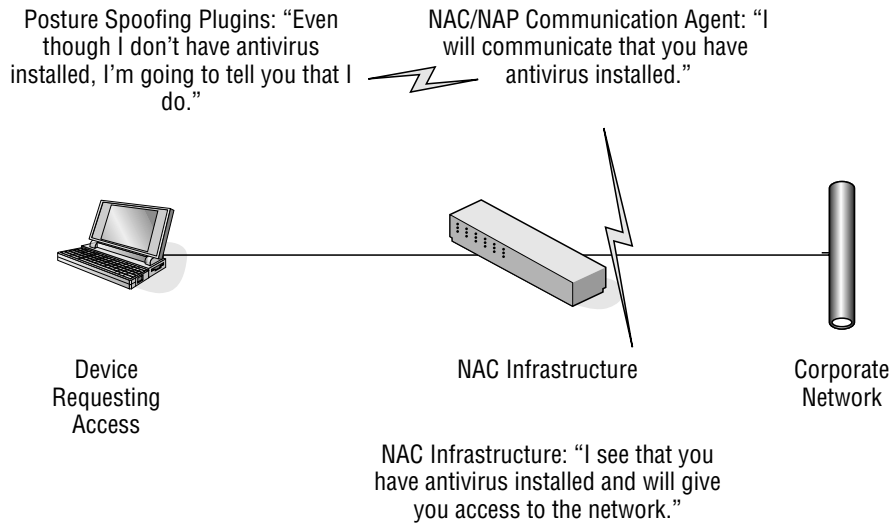 Posture Spoofing Plugins: “Even
though I don’t have antivirus
installed, I’m going to tell you that I
do.”
NAC/NAP Communication Agent: “I
will communicate that you have
antivirus installed.”
Device
Requesting
Access
NAC Infrastructure
Corporate
Network
NAC Infrastructure: “I see that you
have antivirus installed and will give
you access to the network.”